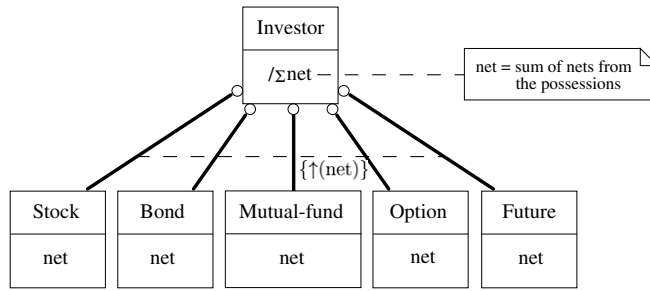 Investor
/Σnet
net = sum of nets from
the possessions
{↑(net)}
Stock
Bond
Mutual-fund
Option
Future
net
net
net
net
net